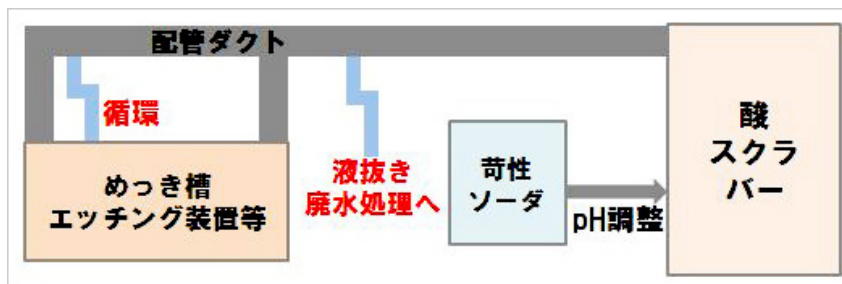 配管ダクト
循環
めっき槽
エッチング装置等
液抜き
廃水処理へ
苛性
ソーダ
pH調整
酸
スクラ
バー